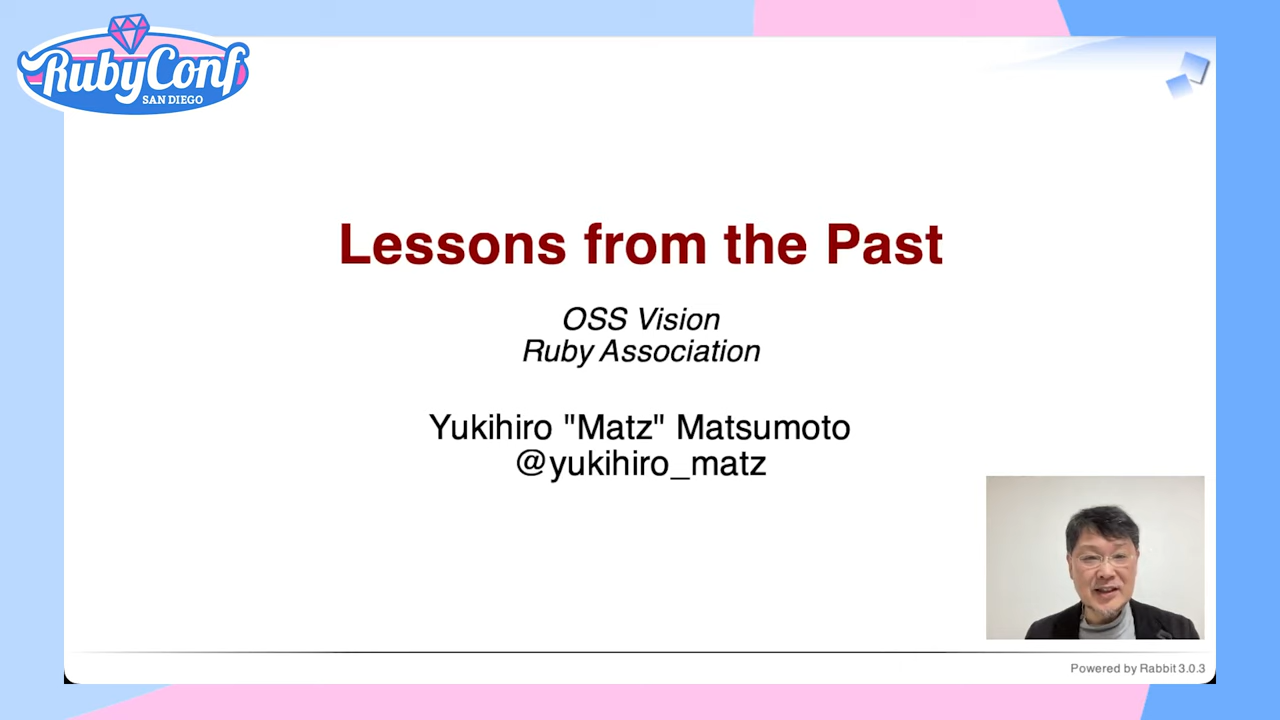 RubyConf
SAN DIEGO
Lessons from the Past
OSS Vision
Ruby Association
Yukihiro "Matz" Matsumoto
@yukihiro_matz
Powered by Rabbit 3.0.3